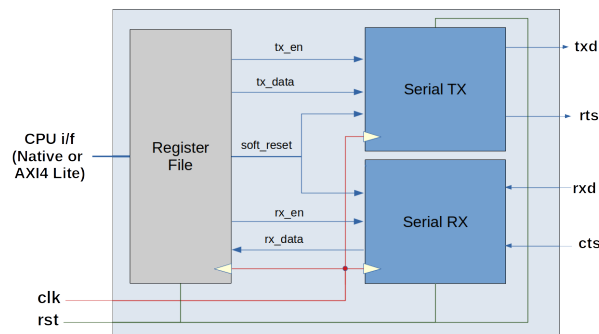 tx_en
txd
tx_data
Serial TX
rts
CPU i/f
(Native or
AXI4 Lite)
Register
File
soft_reset
rxd
rx_en
Serial RX
rx_data
cts
clk
rst